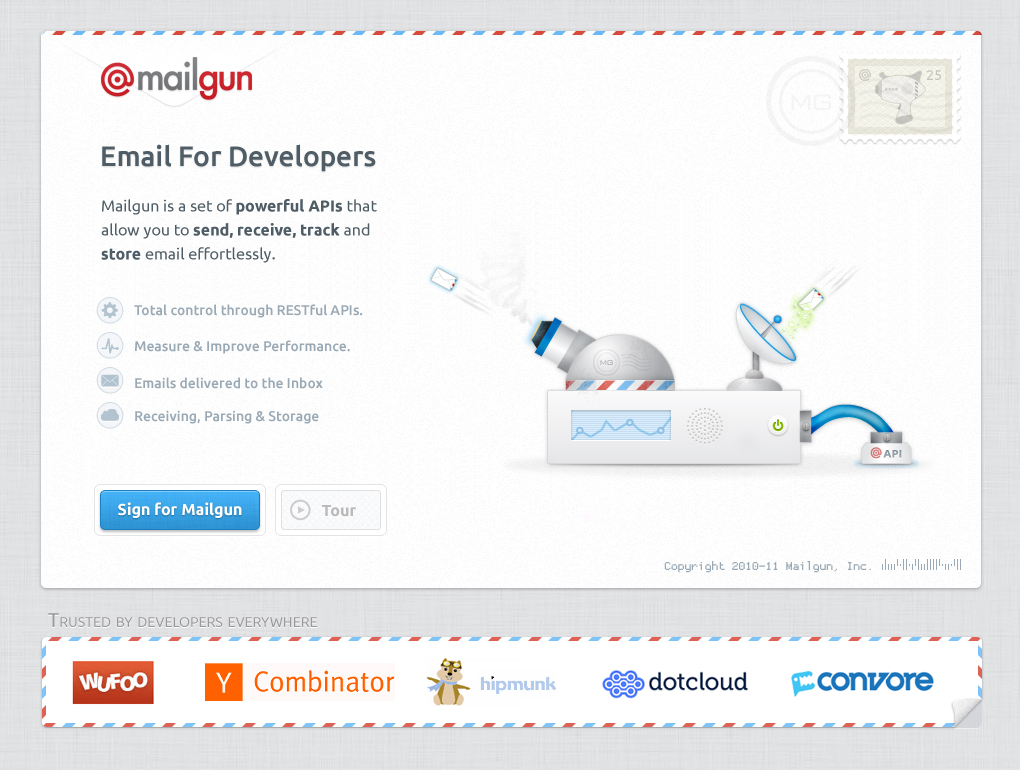 @mailgun
MG
@ 25
Email For Developers
Mailgun is a set of powerful APIs that
allow you to send, receive, track and
store email effortlessly.
Total control through RESTful APIs.
Measure & Improve Performance.
Emails delivered to the Inbox
Receiving, Parsing & Storage
MG
@ API
Sign for Mailgun
Tour
Copyright 2010-11 Mailgun, Inc.
Trusted by developers everywhere
WUFOO
Y Combinator
hipmunk
dotcloud
convore